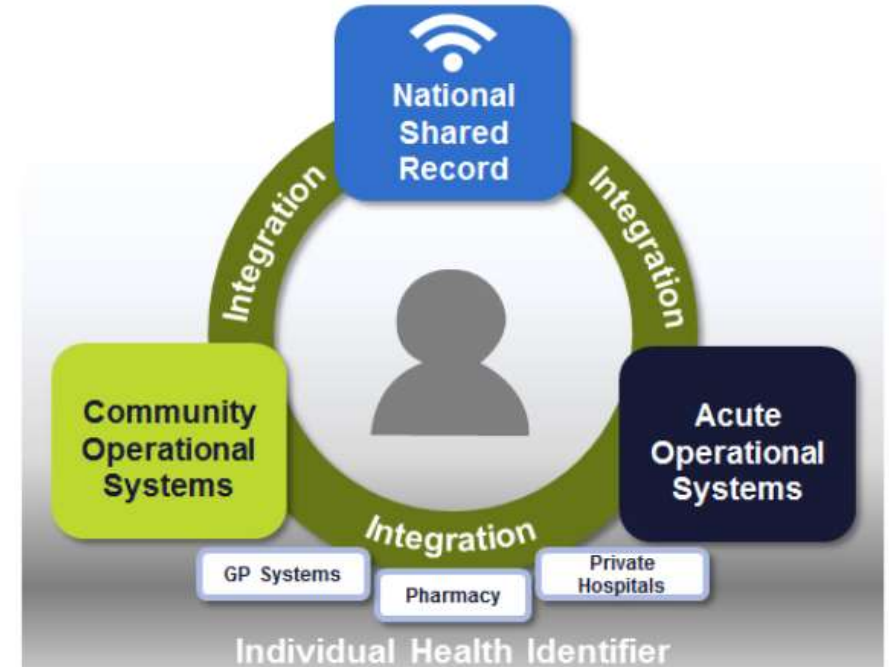 National
Shared
Record
Integration
Integration
Community
Operational
Systems
Acute
Operational
Systems
Integration
GP Systems
Pharmacy
Private
Hospitals
Individual Health Identifier